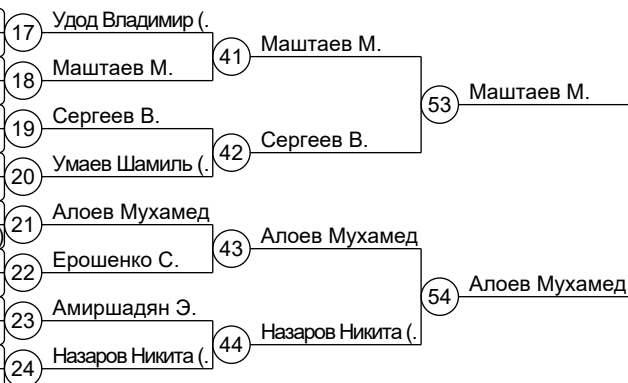 17 Удод Владимир (.
41 Маштаев М.
18 Маштаев М.
53 Маштаев М.
19 Сергеев В.
42 Сергеев В.
20 Умаев Шамиль (.
21 Алоев Мухамед
)
43 Алоев Мухамед
22 Ерошенко С.
54 Алоев Мухамед
23 Амиршадян Э.
44 Назаров Никита (.
24 Назаров Никита (.